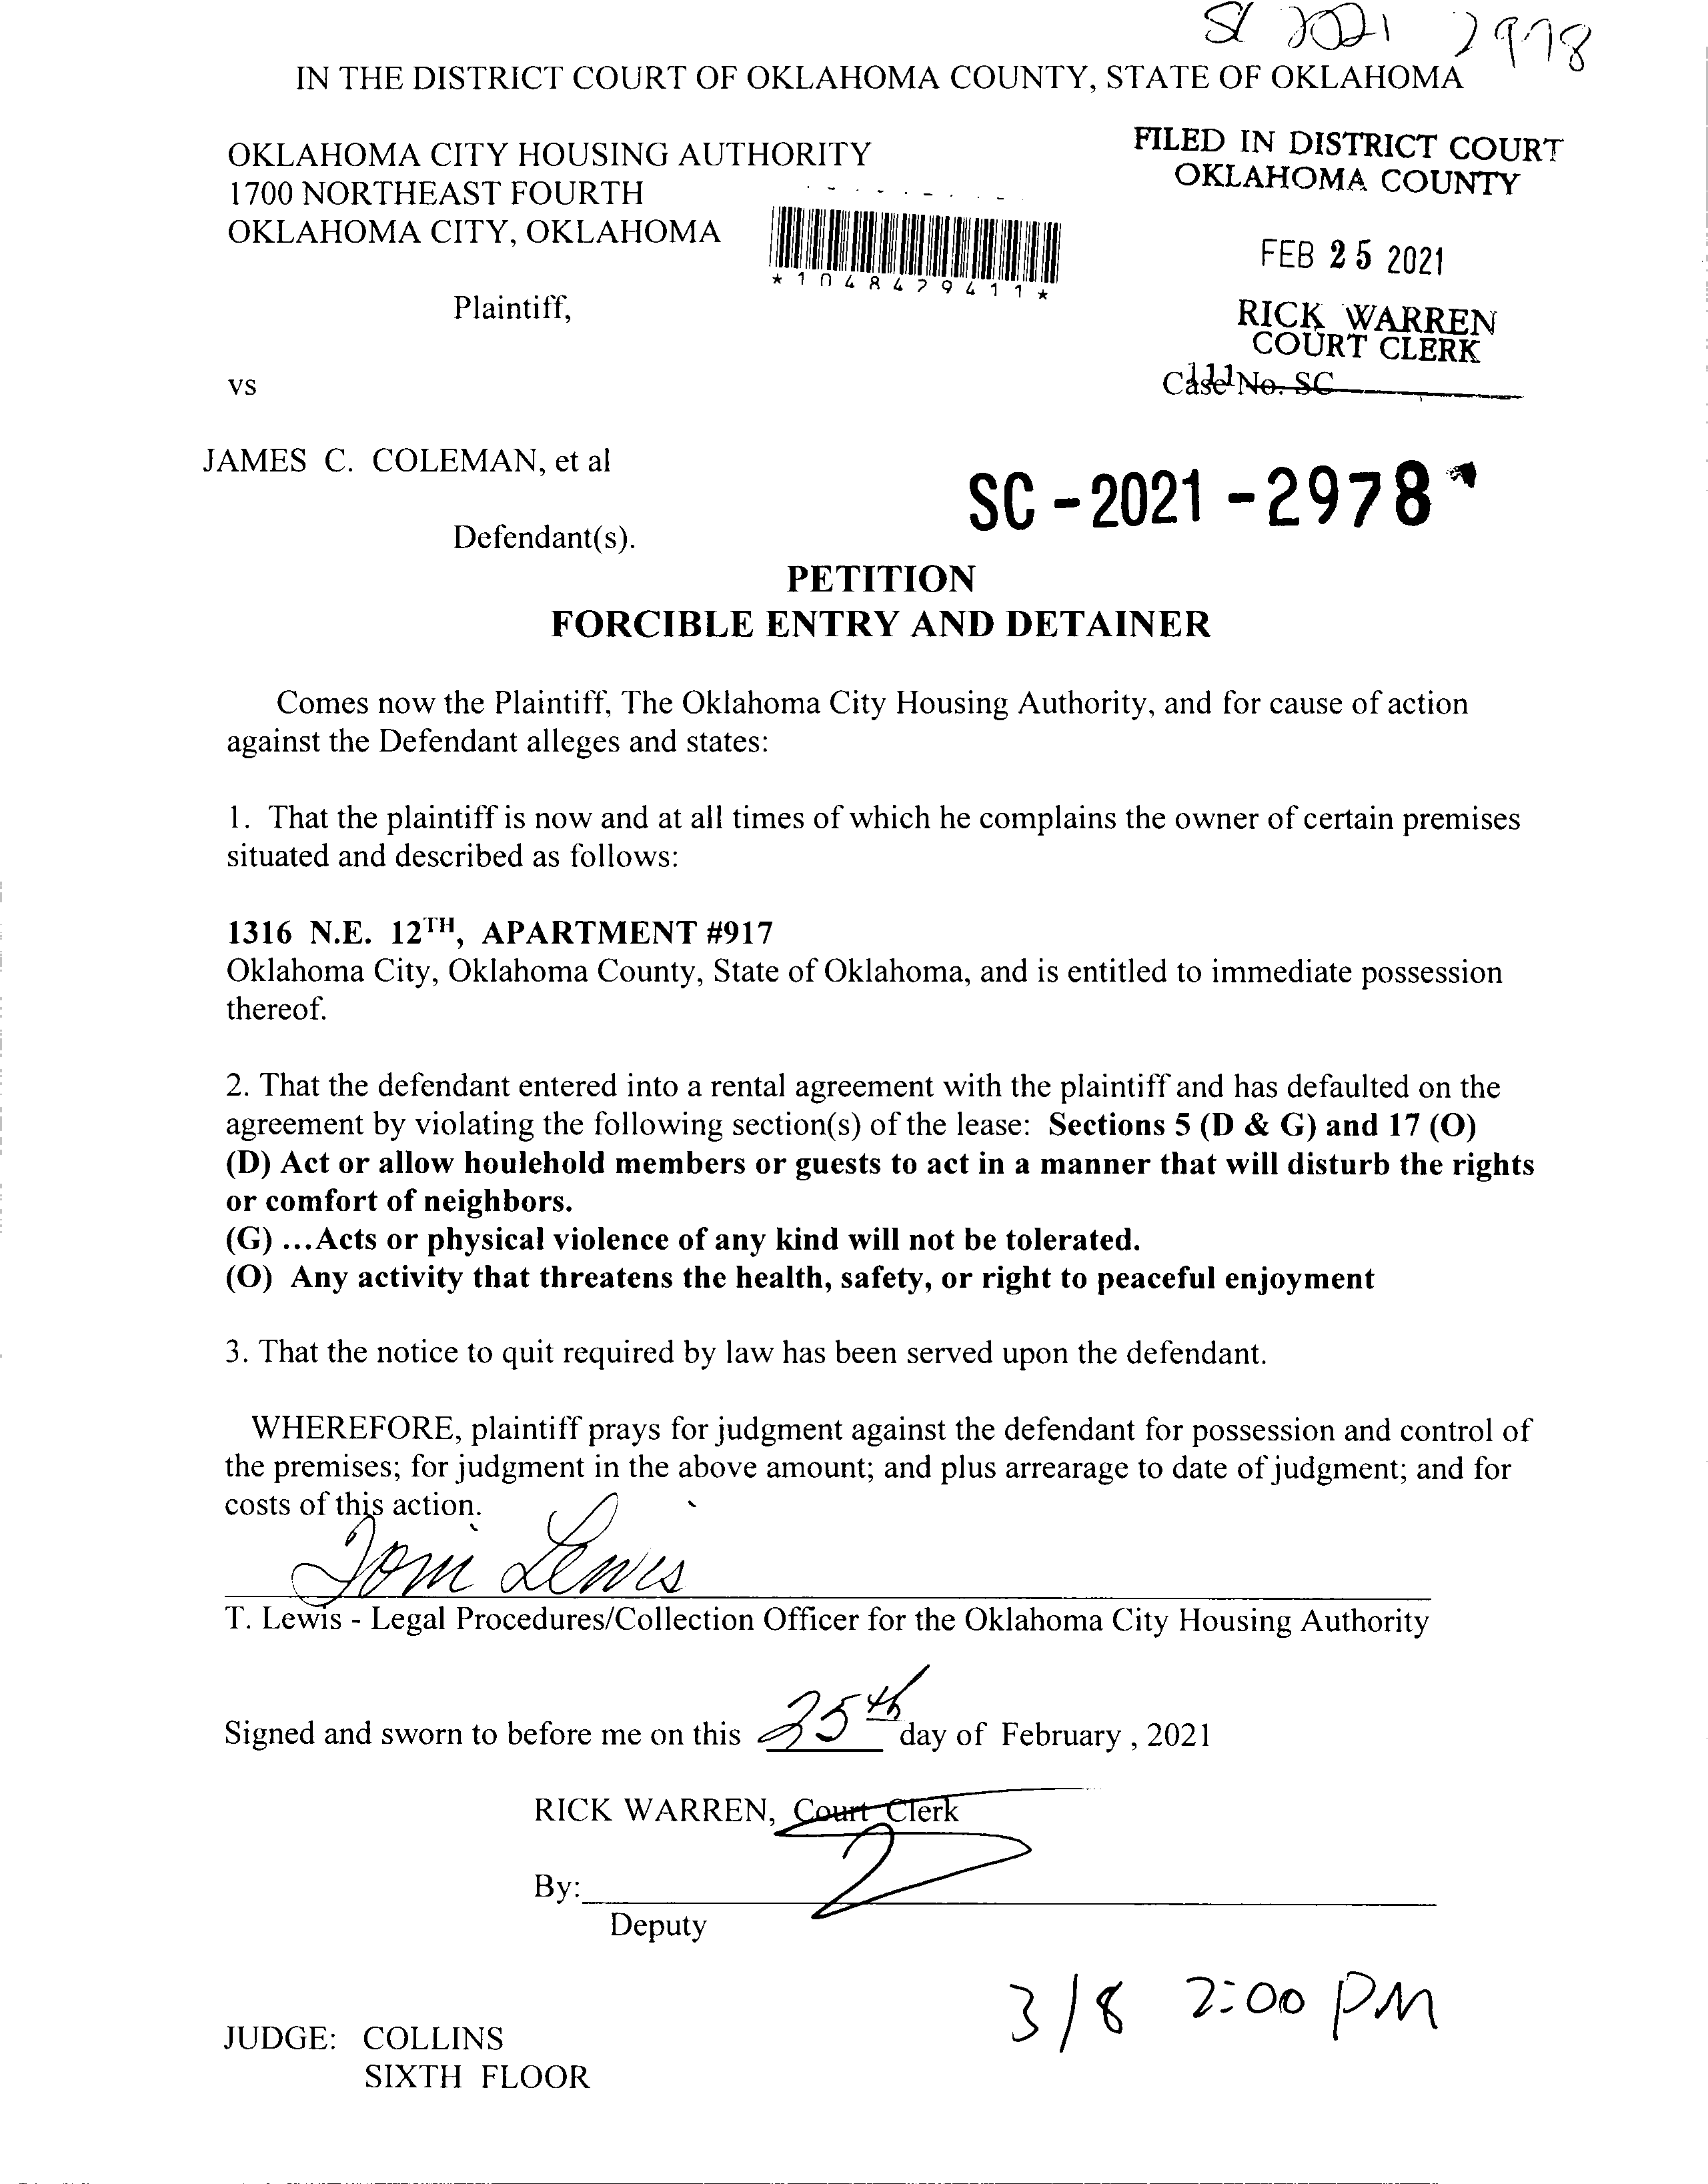 SC 2021 2978
IN THE DISTRICT COURT OF OKLAHOMA COUNTY, STATE OF OKLAHOMA
OKLAHOMA CITY HOUSING AUTHORITY
1700 NORTHEAST FOURTH
OKLAHOMA CITY, OKLAHOMA
FILED IN DISTRICT COURT
OKLAHOMA COUNTY
FEB 25 2021
*1048479411*
Plaintiff,
RICK WARREN
COURT CLERK
111
vs
Case No. SC
JAMES C. COLEMAN, et al
SC-2021-2978
Defendant(s).
PETITION
FORCIBLE ENTRY AND DETAINER
Comes now the Plaintiff, The Oklahoma City Housing Authority, and for cause of action
against the Defendant alleges and states:
1. That the plaintiff is now and at all times of which he complains the owner of certain premises
situated and described as follows:
1316 N.E. 12TH, APARTMENT #917
Oklahoma City, Oklahoma County, State of Oklahoma, and is entitled to immediate possession
thereof.
2. That the defendant entered into a rental agreement with the plaintiff and has defaulted on the
agreement by violating the following section(s) of the lease: Sections 5 (D & G) and 17 (O)
(D) Act or allow houlehold members or guests to act in a manner that will disturb the rights
or comfort of neighbors.
(G) ...Acts or physical violence of any kind will not be tolerated.
(O) Any activity that threatens the health, safety, or right to peaceful enjoyment
3. That the notice to quit required by law has been served upon the defendant.
WHEREFORE, plaintiff prays for judgment against the defendant for possession and control of
the premises; for judgment in the above amount; and plus arrearage to date of judgment; and for
costs of this action.
Tom Lewis
T. Lewis - Legal Procedures/Collection Officer for the Oklahoma City Housing Authority
Signed and sworn to before me on this 25th day of February , 2021
RICK WARREN, Court Clerk
By:
Deputy
3/8 2:00 PM
JUDGE: COLLINS
SIXTH FLOOR